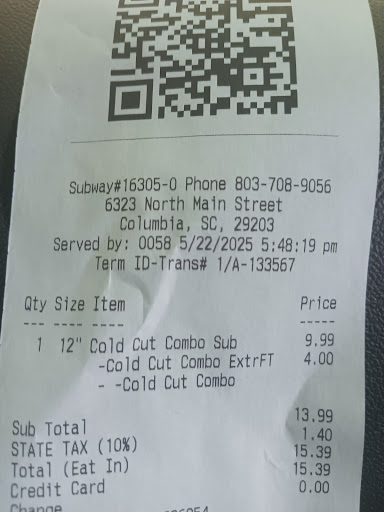 Subway#16305-0 Phone 803-708-9056
6323 North Main Street
Columbia, SC, 29203
Served by: 0058 5/22/2025 5:48:19 pm
Term ID-Trans# 1/A-133567
Qty Size Item Price
--- ---- ---- -----
1 12" Cold Cut Combo Sub 9.99
-Cold Cut Combo ExtrFT 4.00
- -Cold Cut Combo
Sub Total 13.99
STATE TAX (10%) 1.40
Total (Eat In) 15.39
Credit Card 15.39
Change 0.00